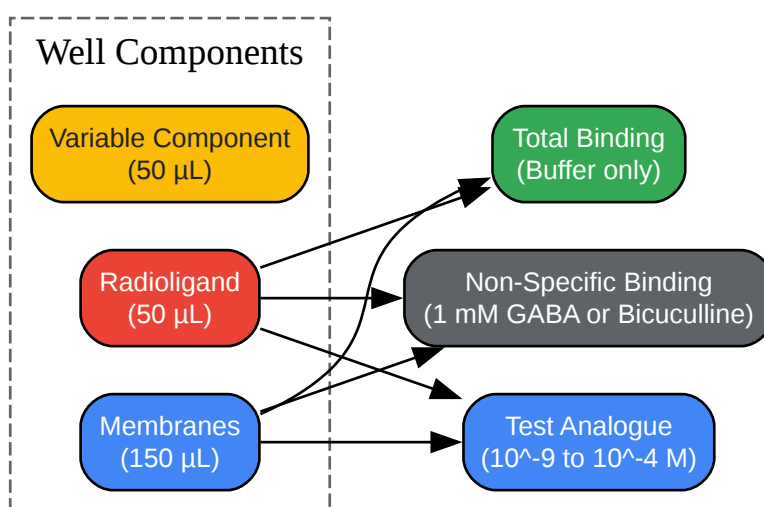 Well Components
Variable Component
(50 µL)
Total Binding
(Buffer only)
Radioligand
(50 µL)
Non-Specific Binding
(1 mM GABA or Bicuculline)
Membranes
(150 µL)
Test Analogue
(10^-9 to 10^-4 M)